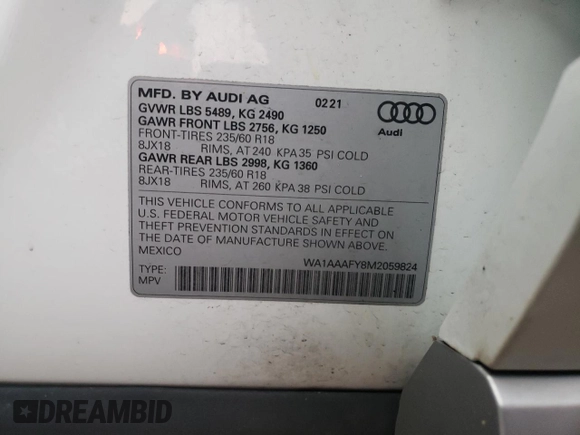 MFD. BY AUDI AG 0221
GVWR LBS 5489, KG 2490
GAWR FRONT LBS 2756, KG 1250
FRONT-TIRES 235/60 R18
8JX18 RIMS, AT 240 KPA 35 PSI COLD
GAWR REAR LBS 2998, KG 1360
REAR-TIRES 235/60 R18
8JX18 RIMS, AT 260 KPA 38 PSI COLD
Audi
THIS VEHICLE CONFORMS TO ALL APPLICABLE
U.S. FEDERAL MOTOR VEHICLE SAFETY AND
THEFT PREVENTION STANDARDS IN EFFECT ON
THE DATE OF MANUFACTURE SHOWN ABOVE.
MEXICO
WA1AAAFY8M2059824
TYPE:
MPV
DREAMBID